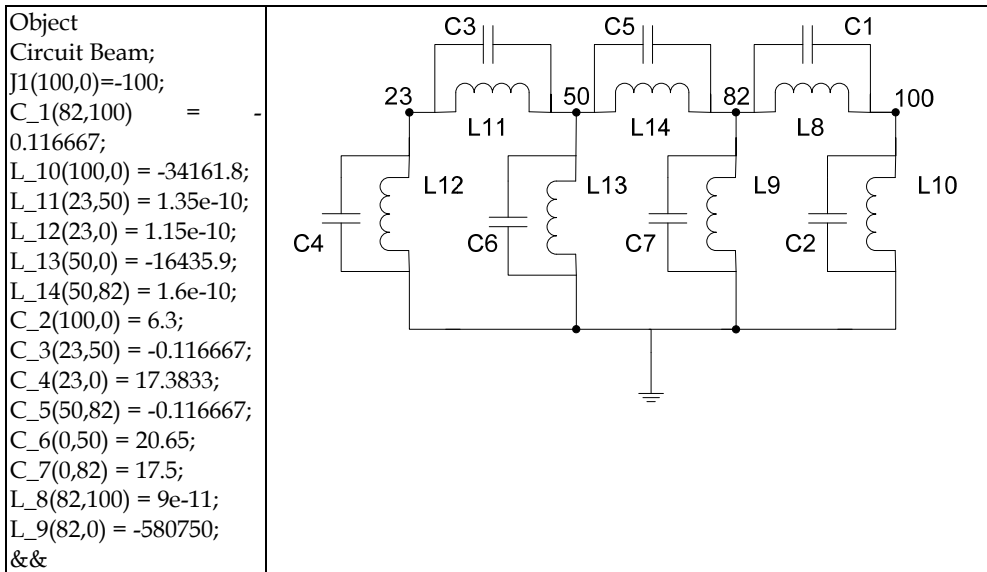 Object
Circuit Beam;
J1(100,0)=-100;
C_1(82,100) = -
0.116667;
L_10(100,0) = -34161.8;
L_11(23,50) = 1.35e-10;
L_12(23,0) = 1.15e-10;
L_13(50,0) = -16435.9;
L_14(50,82) = 1.6e-10;
C_2(100,0) = 6.3;
C_3(23,50) = -0.116667;
C_4(23,0) = 17.3833;
C_5(50,82) = -0.116667;
C_6(0,50) = 20.65;
C_7(0,82) = 17.5;
L_8(82,100) = 9e-11;
L_9(82,0) = -580750;
&&
C3 C5 C1
23 50 82 100
L11 L14 L8
L12 L13 L9 L10
C4 C6 C7 C2